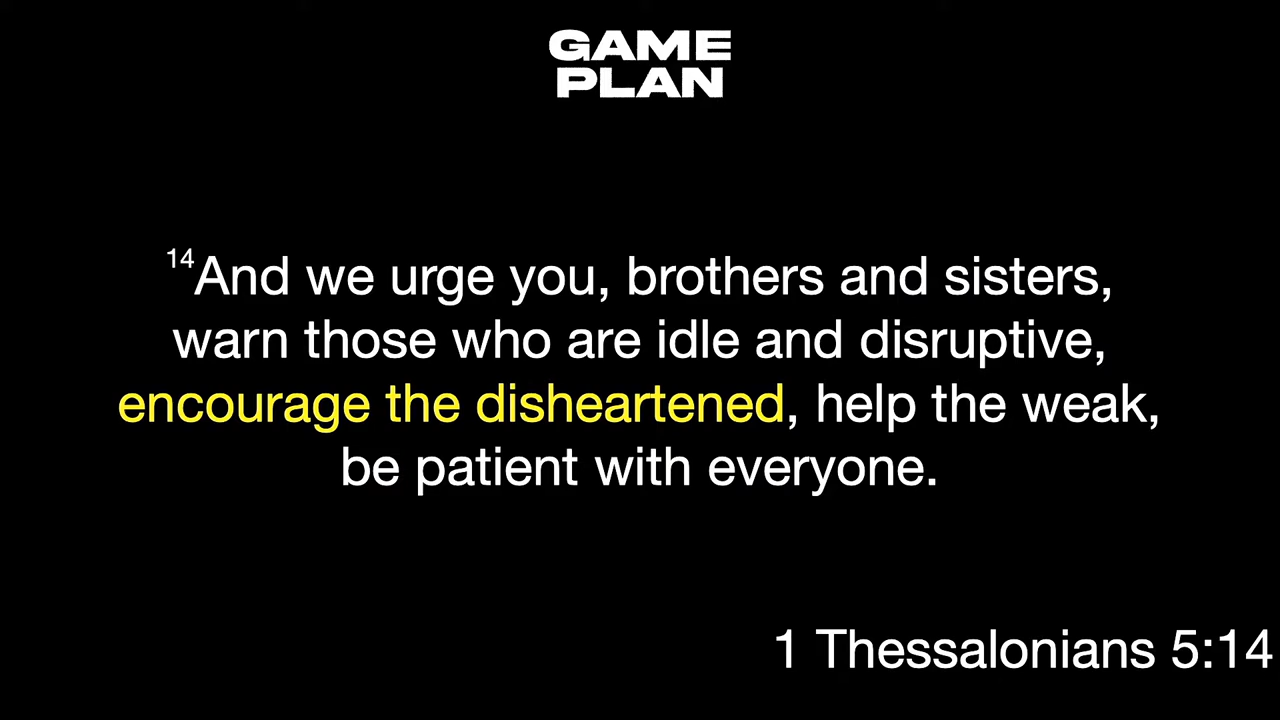 GAME
PLAN
14And we urge you, brothers and sisters,
warn those who are idle and disruptive,
encourage the disheartened, help the weak,
be patient with everyone.
1 Thessalonians 5:14